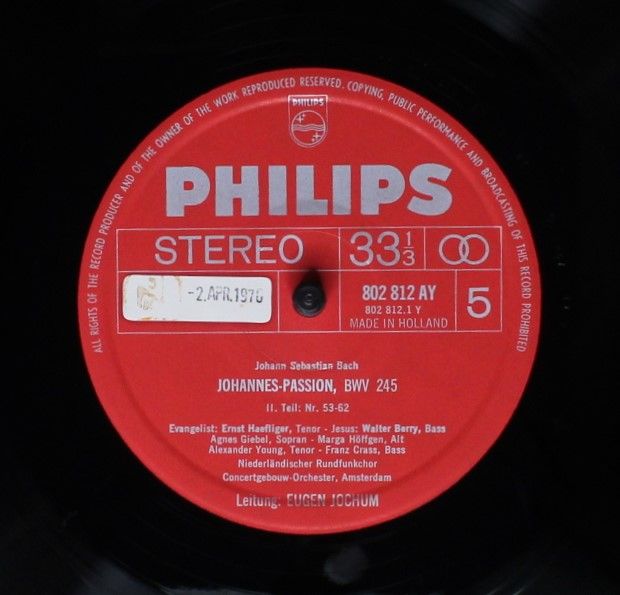 ALL RIGHTS OF THE RECORD PRODUCER AND OF THE OWNER OF THE WORK REPRODUCED RESERVED. COPYING, PUBLIC PERFORMANCE AND BROADCASTING OF THIS RECORD PROHIBITED
PHILIPS
PHILIPS
STEREO 33 1/3
-2.APR.1976 802 812 AY 5
802 812.1 Y
MADE IN HOLLAND
Johann Sebastian Bach
JOHANNES-PASSION, BWV 245
II. Teil: Nr. 53-62
Evangelist: Ernst Haefliger, Tenor - Jesus: Walter Berry, Bass
Agnes Giebel, Sopran - Marga Höffgen, Alt
Alexander Young, Tenor - Franz Crass, Bass
Niederländischer Rundfunkchor
Concertgebouw-Orchester, Amsterdam
Leitung: EUGEN JOCHUM